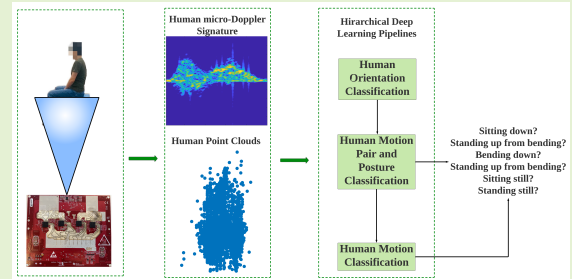 Human micro-Doppler
Signature
Human Point Clouds
Hirarchical Deep
Learning Pipelines
Human
Orientation
Classification
Human Motion
Pair and
Posture
Classification
Human Motion
Classification
Sitting down?
Standing up from bending?
Bending down?
Standing up from bending?
Sitting still?
Standing still?